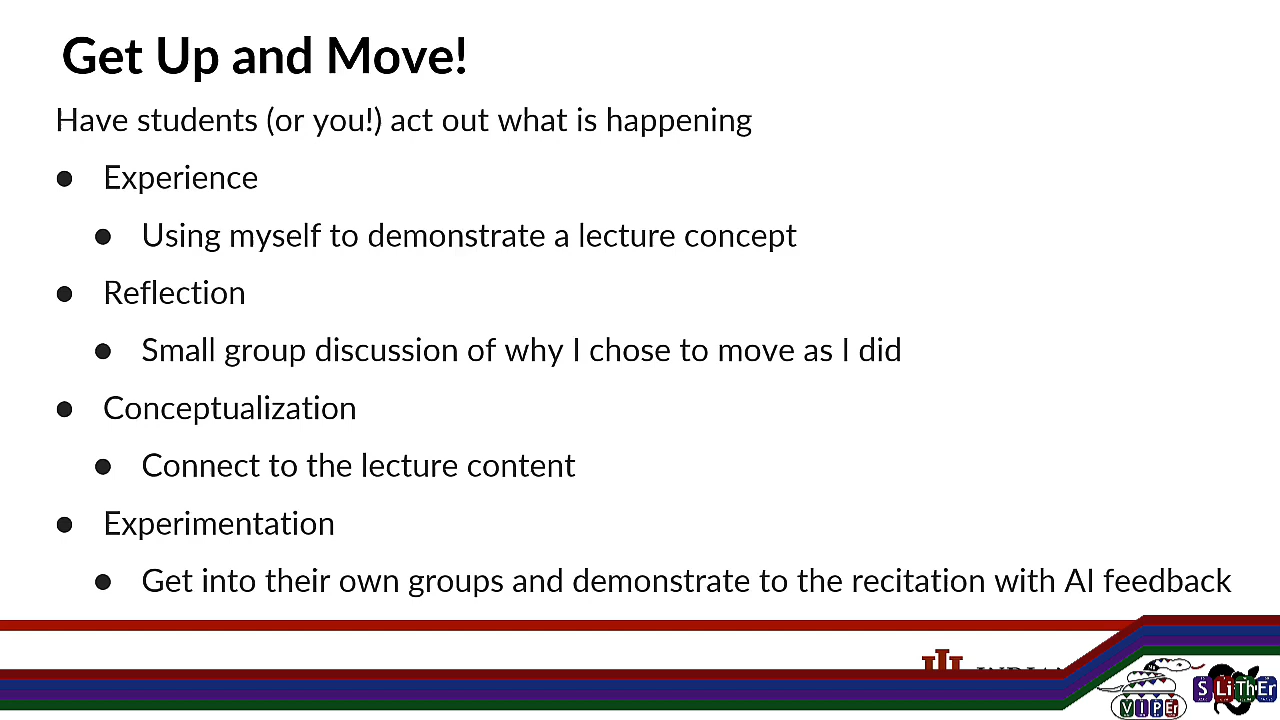 Get Up and Move!
Have students (or you!) act out what is happening
● Experience
● Using myself to demonstrate a lecture concept
● Reflection
● Small group discussion of why I chose to move as I did
● Conceptualization
● Connect to the lecture content
● Experimentation
● Get into their own groups and demonstrate to the recitation with AI feedback
VIPEr
SLiThEr